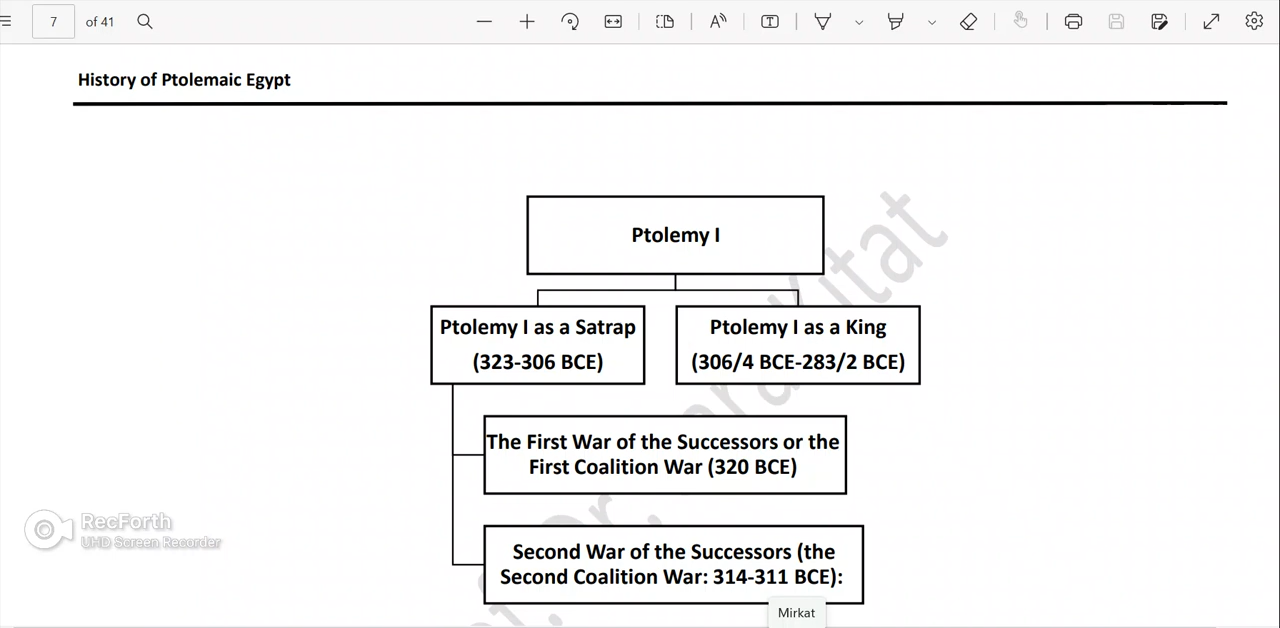 7 of 41
History of Ptolemaic Egypt
Ptolemy I
Ptolemy I as a Satrap
(323-306 BCE)
Ptolemy I as a King
(306/4 BCE-283/2 BCE)
The First War of the Successors or the
First Coalition War (320 BCE)
Second War of the Successors (the
Second Coalition War: 314-311 BCE):
RecForth
UHD Screen Recorder
Mirkat